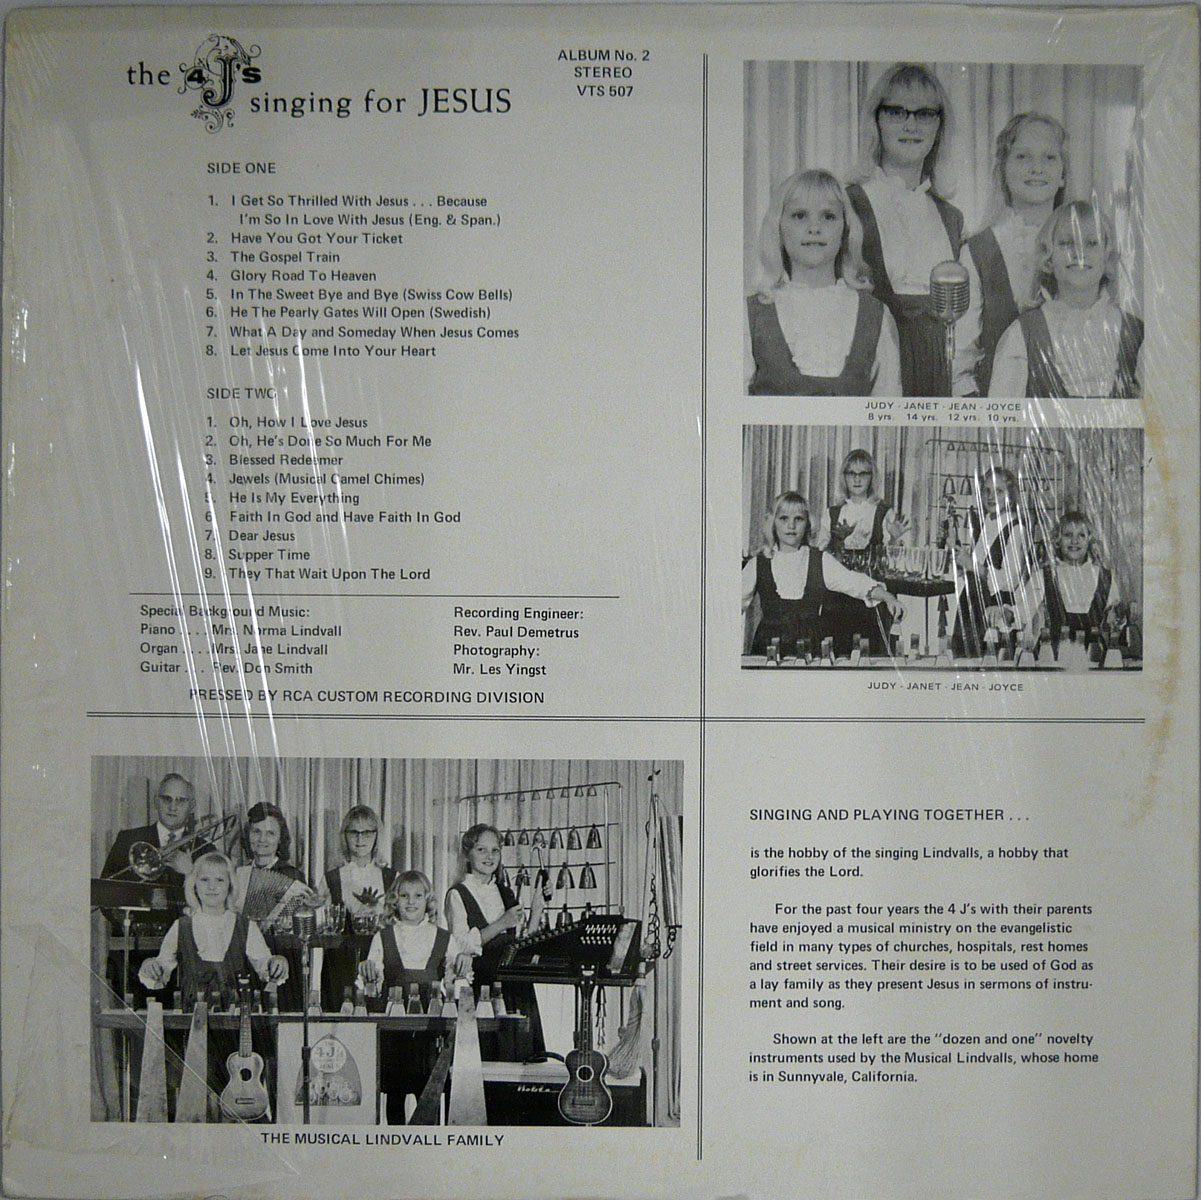 the 4 J's
singing for JESUS
ALBUM No. 2
STEREO
VTS 507
SIDE ONE
1. I Get So Thrilled With Jesus . . . Because
I'm So In Love With Jesus (Eng. & Span.)
2. Have You Got Your Ticket
3. The Gospel Train
4. Glory Road To Heaven
5. In The Sweet Bye and Bye (Swiss Cow Bells)
6. He The Pearly Gates Will Open (Swedish)
7. What A Day and Someday When Jesus Comes
8. Let Jesus Come Into Your Heart
SIDE TWO
1. Oh, How I Love Jesus
2. Oh, He's Done So Much For Me
3. Blessed Redeemer
4. Jewels (Musical Camel Chimes)
5. He Is My Everything
6. Faith In God and Have Faith In God
7. Dear Jesus
8. Supper Time
9. They That Wait Upon The Lord
Special Background Music:
Piano . . . . Mrs. Norma Lindvall
Organ . . . . Mrs. Jane Lindvall
Guitar . . . Rev. Don Smith
Recording Engineer:
Rev. Paul Demetrus
Photography:
Mr. Les Yingst
PRESSED BY RCA CUSTOM RECORDING DIVISION
JUDY - JANET - JEAN - JOYCE
8 yrs. 14 yrs. 12 yrs. 10 yrs.
JUDY - JANET - JEAN - JOYCE
4 J's
Noble
THE MUSICAL LINDVALL FAMILY
SINGING AND PLAYING TOGETHER . . .
is the hobby of the singing Lindvalls, a hobby that
glorifies the Lord.
For the past four years the 4 J's with their parents
have enjoyed a musical ministry on the evangelistic
field in many types of churches, hospitals, rest homes
and street services. Their desire is to be used of God as
a lay family as they present Jesus in sermons of instru-
ment and song.
Shown at the left are the "dozen and one" novelty
instruments used by the Musical Lindvalls, whose home
is in Sunnyvale, California.